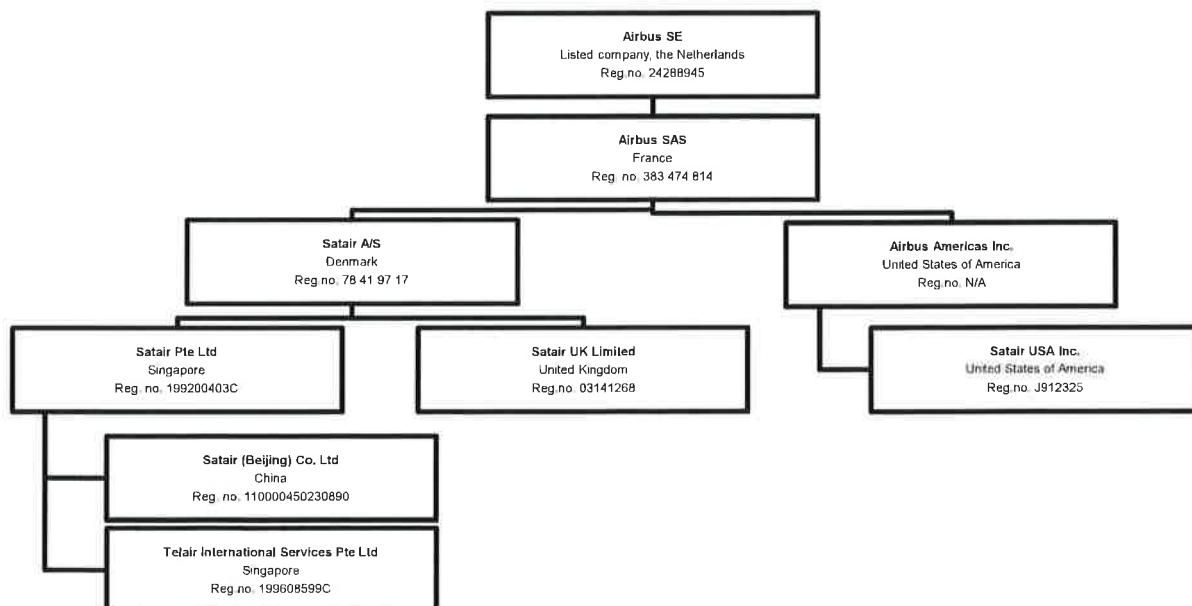 Airbus SE
Listed company, the Netherlands
Reg.no. 24288945
Airbus SAS
France
Reg. no. 383 474 814
Satair A/S
Denmark
Reg.no. 78 41 97 17
Airbus Americas Inc.
United States of America
Reg.no. N/A
Satair Pte Ltd
Singapore
Reg. no. 199200403C
Satair UK Limited
United Kingdom
Reg.no. 03141268
Satair USA Inc.
United States of America
Reg.no. J912325
Satair (Beijing) Co. Ltd
China
Reg. no. 110000450230890
Telair International Services Pte Ltd
Singapore
Reg.no. 199608599C